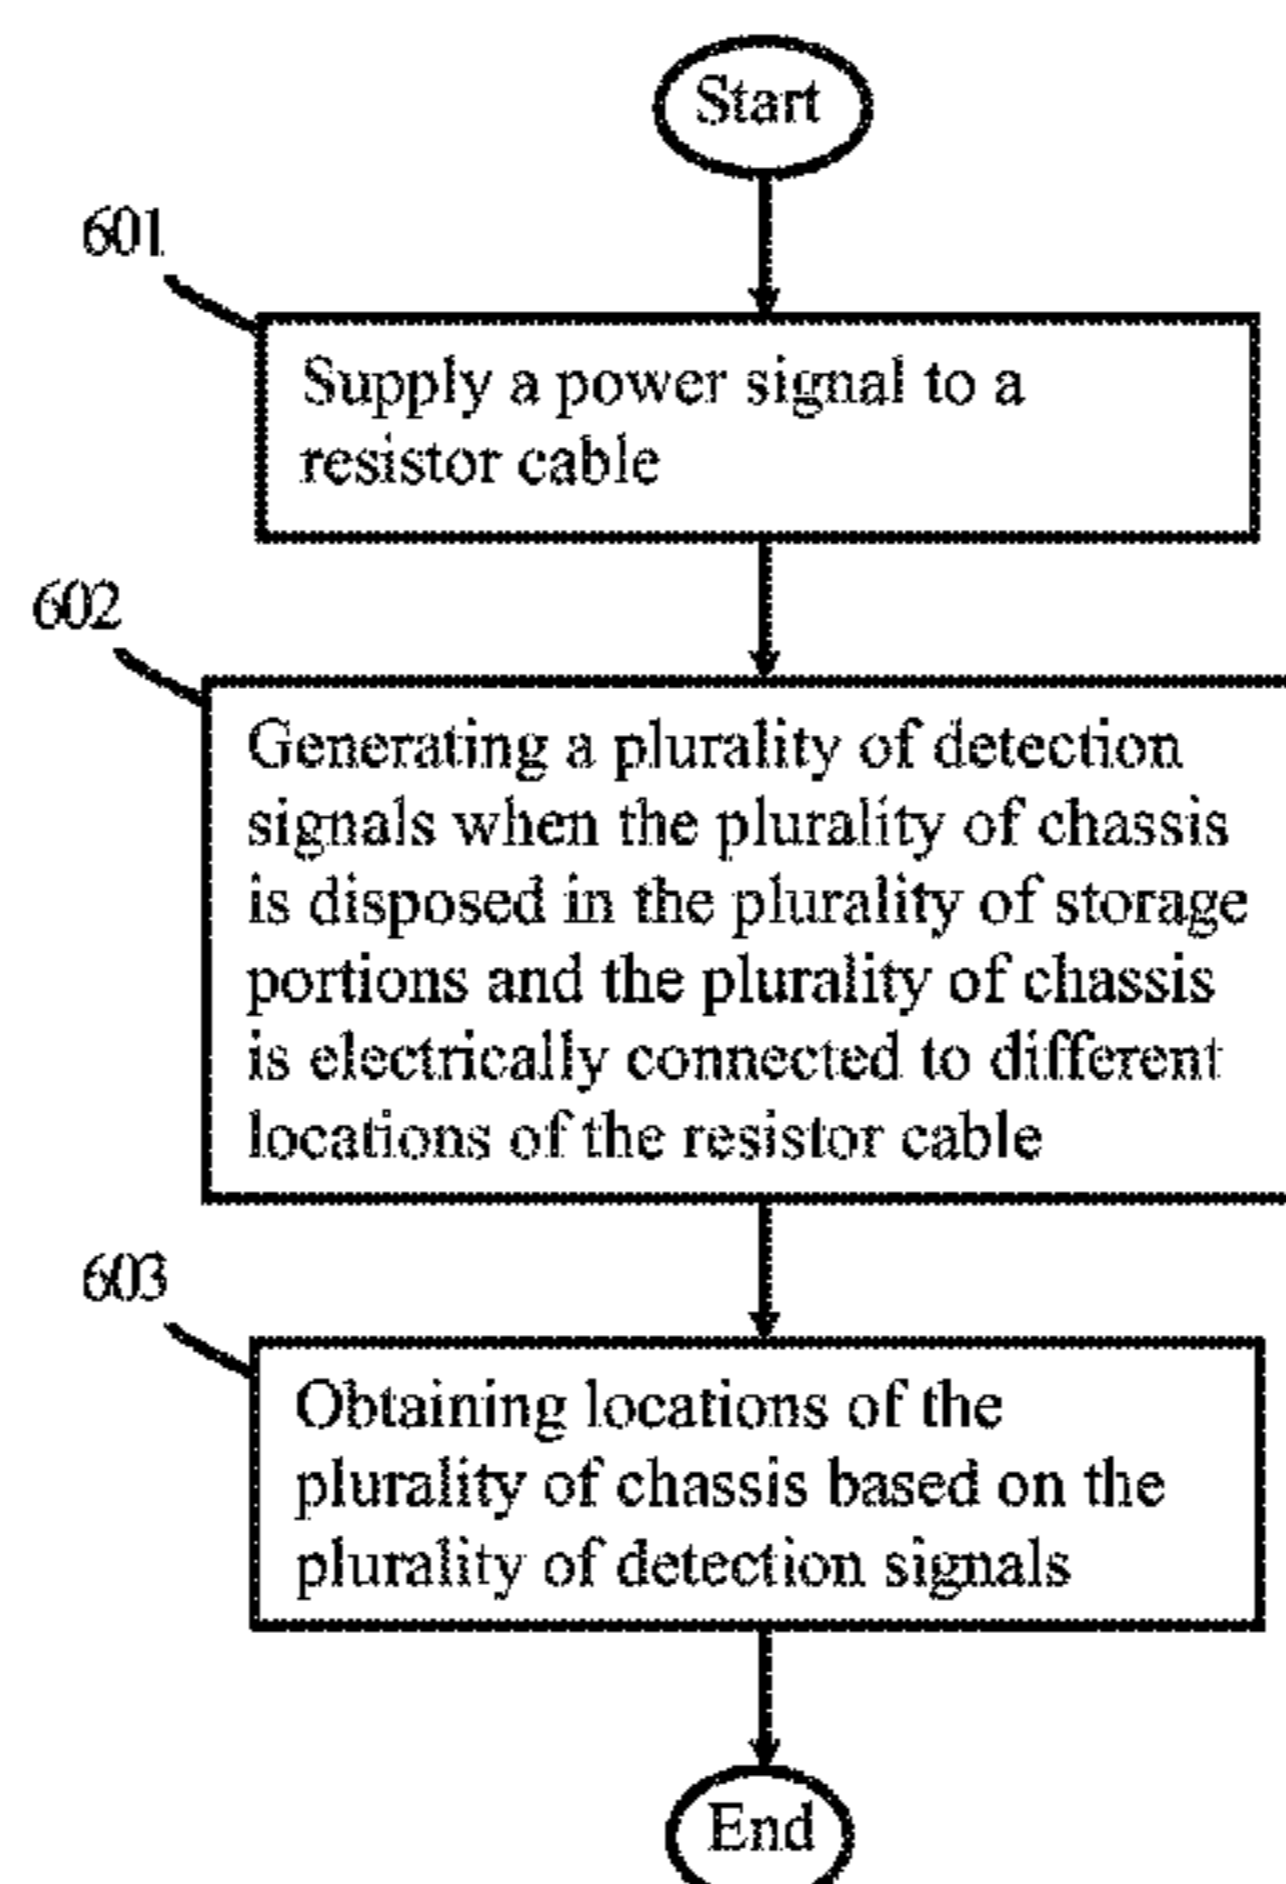 Start
601
Supply a power signal to a
resistor cable
602
Generating a plurality of detection
signals when the plurality of chassis
is disposed in the plurality of storage
portions and the plurality of chassis
is electrically connected to different
locations of the resistor cable
603
Obtaining locations of the
plurality of chassis based on the
plurality of detection signals
End